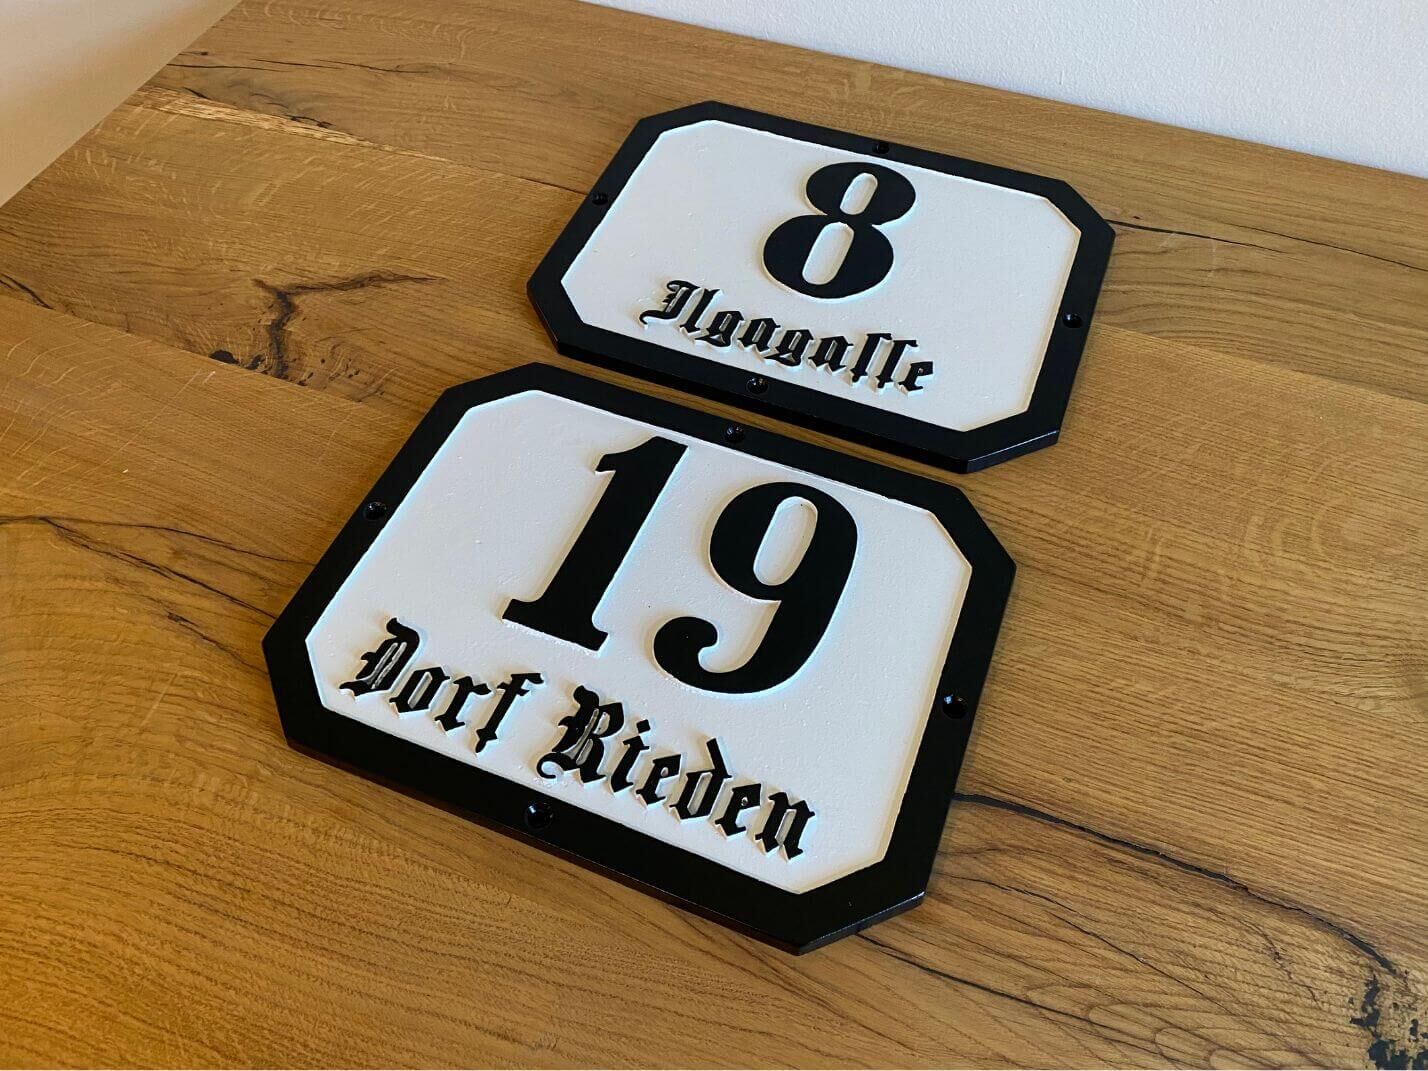 8
Ilgagaſſe
19
Dorf Rieden